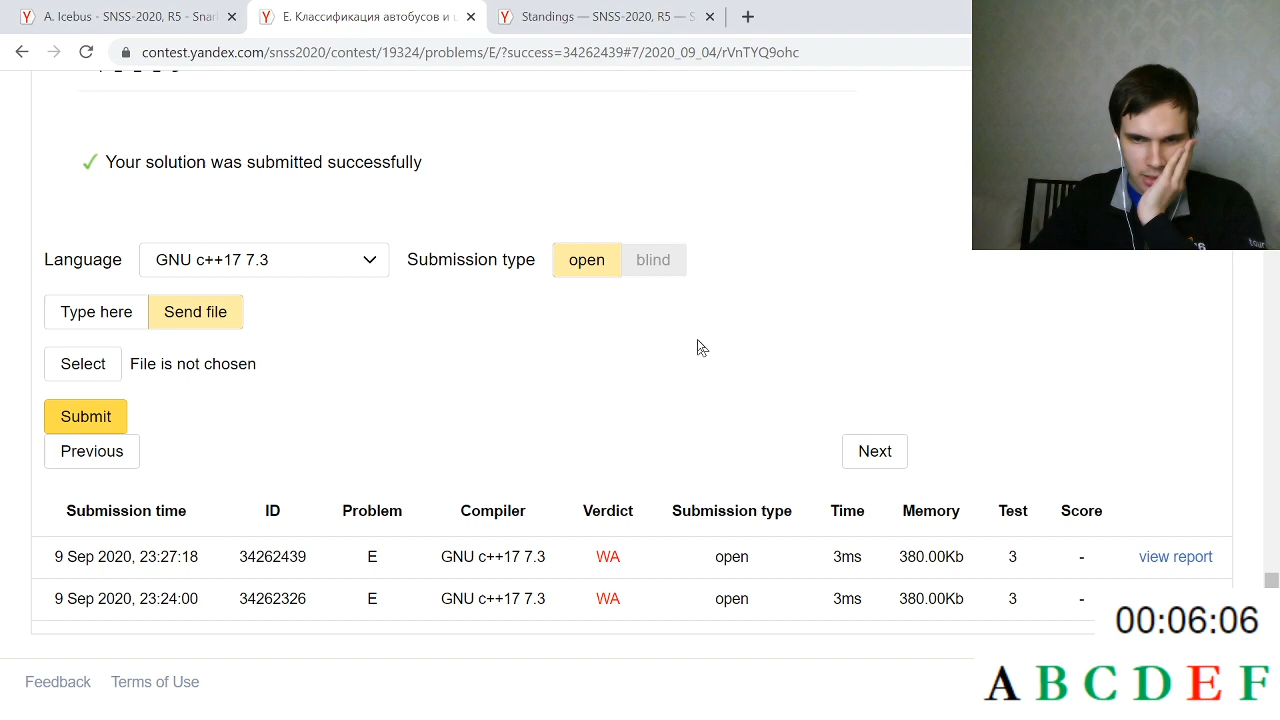 A. Icebus - SNSS-2020, R5 - Snar
E. Классификация автобусов и ц
Standings — SNSS-2020, R5 — S
contest.yandex.com/snss2020/contest/19324/problems/E/?success=34262439#7/2020_09_04/rVnTYQ9ohc
Your solution was submitted successfully
Language GNU c++17 7.3 Submission type open blind
Type here Send file
Select File is not chosen
Submit
Previous Next
Submission time ID Problem Compiler Verdict Submission type Time Memory Test Score
9 Sep 2020, 23:27:18 34262439 E GNU c++17 7.3 WA open 3ms 380.00Kb 3 - view report
9 Sep 2020, 23:24:00 34262326 E GNU c++17 7.3 WA open 3ms 380.00Kb 3 -
00:06:06
Feedback Terms of Use
A B C D E F